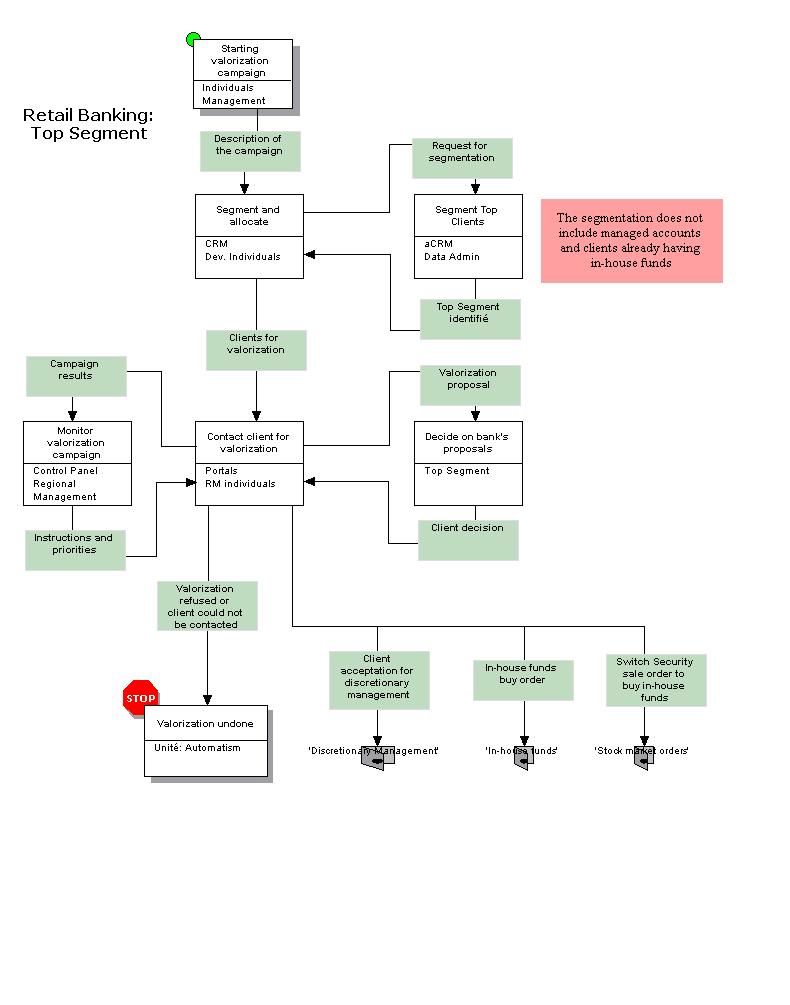 Starting
valorization
campaign
Individuals
Management
Retail Banking:
Top Segment
Description of
the campaign
Request for
segmentation
Segment and
allocate
CRM
Dev. Individuals
Segment Top
Clients
aCRM
Data Admin
The segmentation does not
include managed accounts
and clients already having
in-house funds
Top Segment
identifié
Clients for
valorization
Campaign
results
Valorization
proposal
Monitor
valorization
campaign
Control Panel
Regional
Management
Contact client for
valorization
Portals
RM individuals
Decide on bank's
proposals
Top Segment
Instructions and
priorities
Client decision
Valorization
refused or
client could not
be contacted
Client
acceptation for
discretionary
management
In-house funds
buy order
Switch Security
sale order to
buy in-house
funds
STOP
Valorization undone
Unité: Automatism
'Discretionary Management'
'In-house funds'
'Stock market orders'